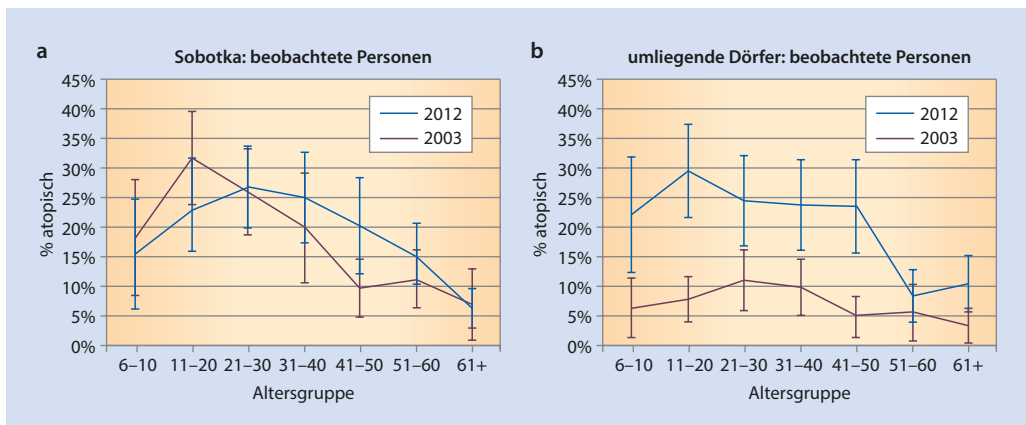 a
Sobotka: beobachtete Personen
45%
40%
35%
30%
25%
20%
15%
10%
5%
0%
% atopisch
2012
2003
6–10 11–20 21–30 31–40 41–50 51–60 61+
Altersgruppe
b
umliegende Dörfer: beobachtete Personen
45%
40%
35%
30%
25%
20%
15%
10%
5%
0%
% atopisch
2012
2003
6–10 11–20 21–30 31–40 41–50 51–60 61+
Altersgruppe